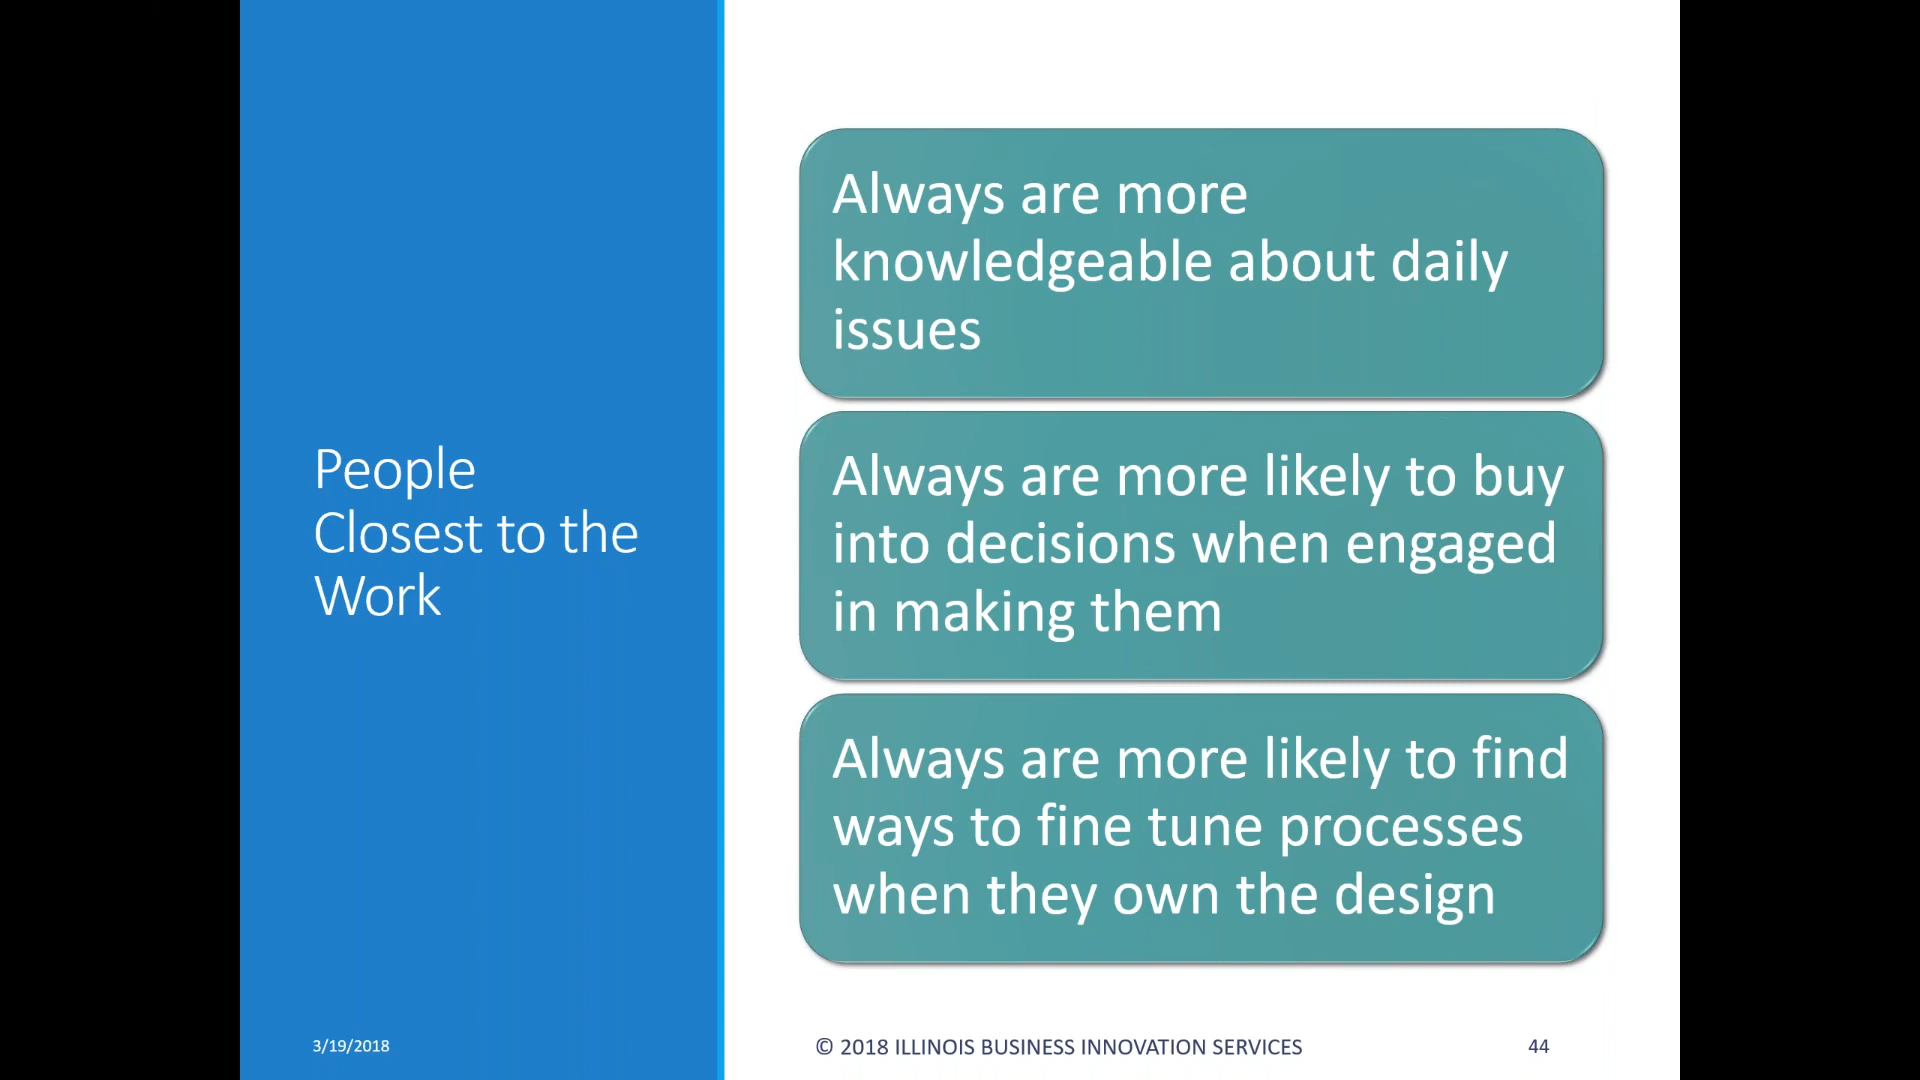 People
Closest to the
Work
Always are more
knowledgeable about daily
issues
Always are more likely to buy
into decisions when engaged
in making them
Always are more likely to find
ways to fine tune processes
when they own the design
3/19/2018
© 2018 ILLINOIS BUSINESS INNOVATION SERVICES
44